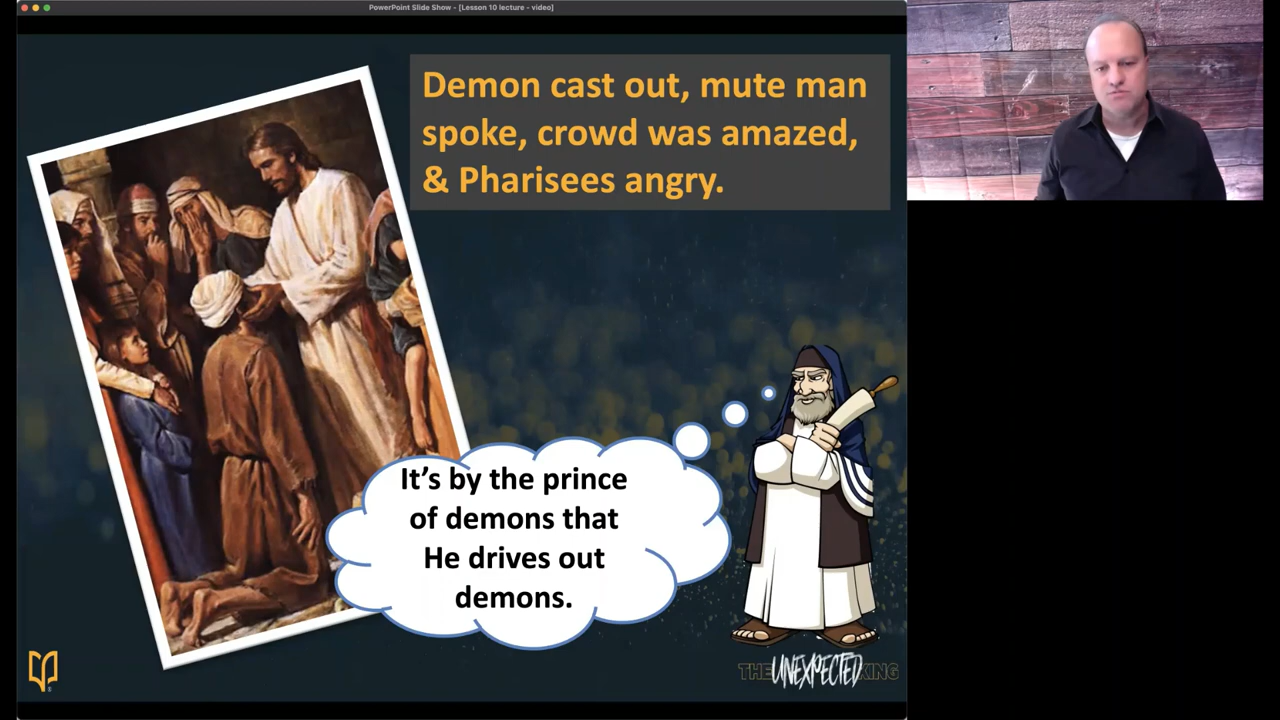 PowerPoint Slide Show - [Lesson 10 lecture - video]
Demon cast out, mute man
spoke, crowd was amazed,
& Pharisees angry.
It’s by the prince
of demons that
He drives out
demons.
THE UNEXPECTED KING